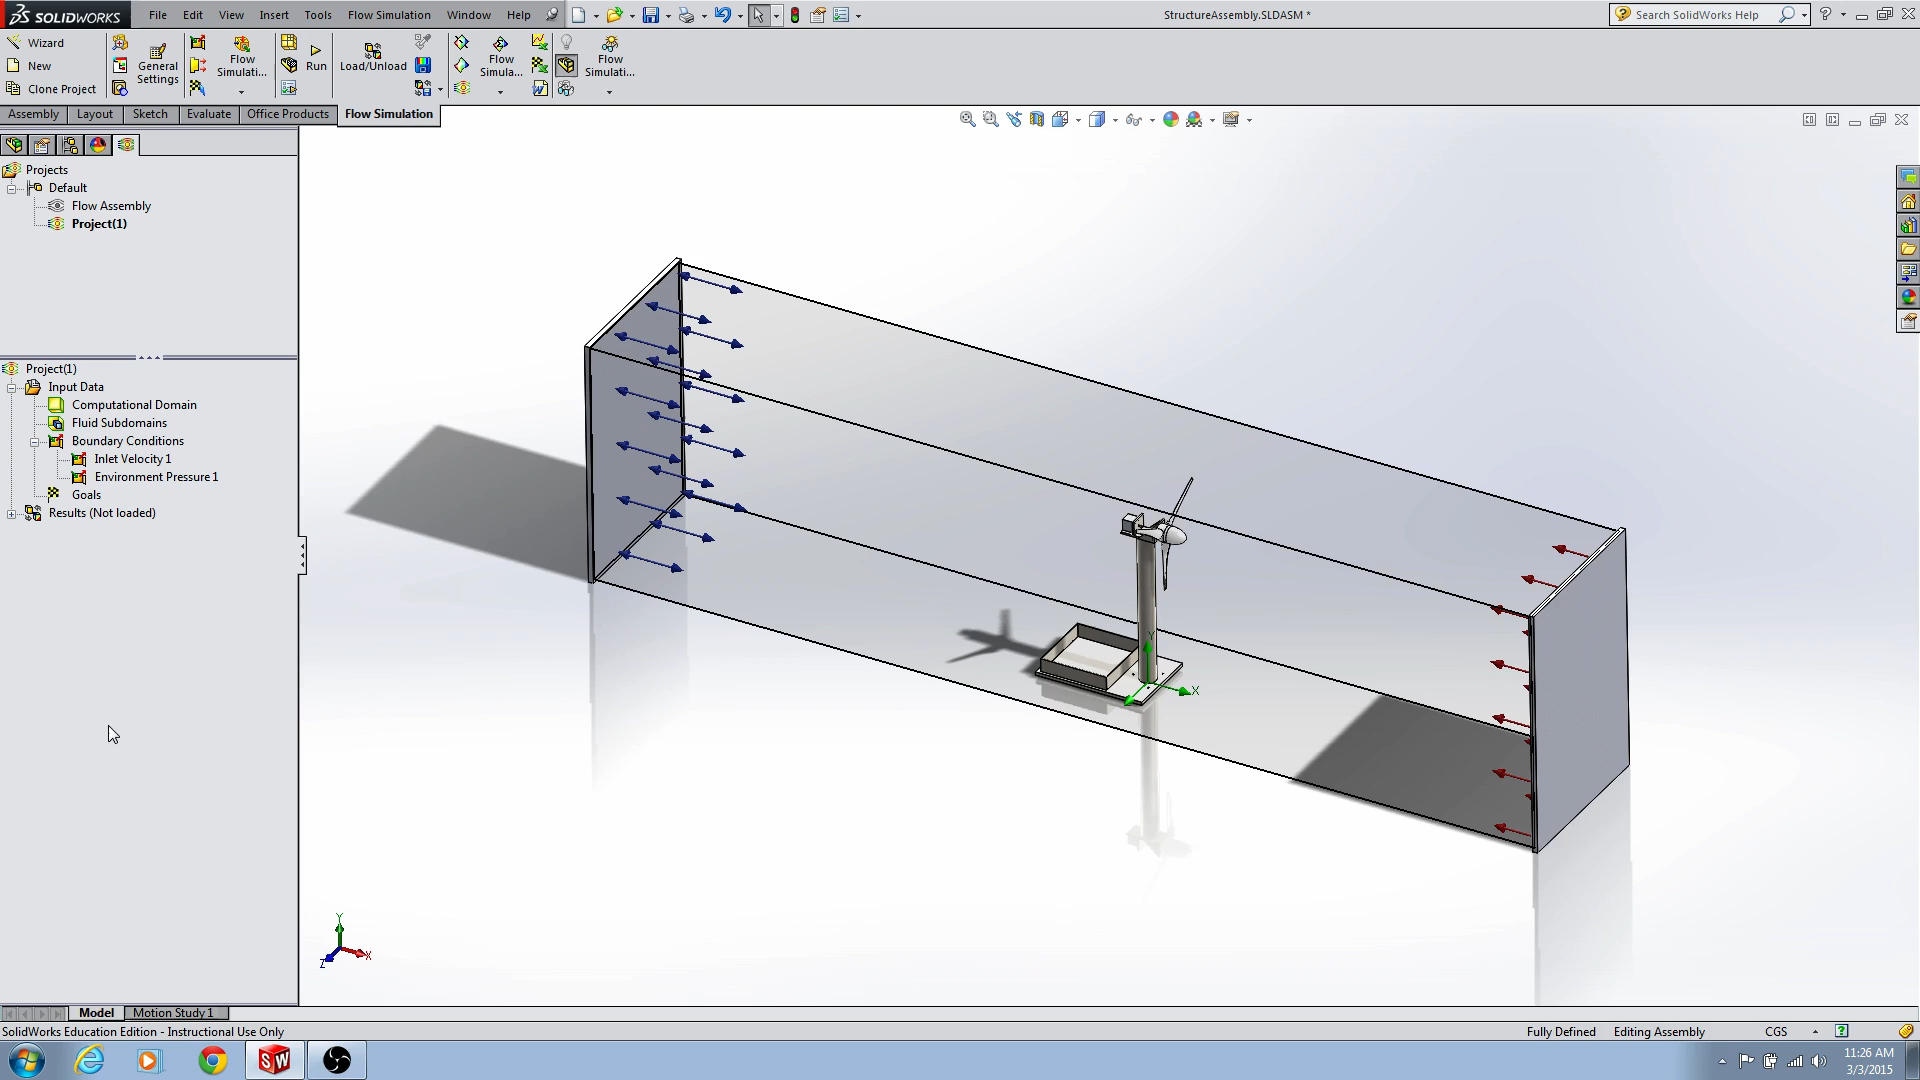 SOLIDWORKS File Edit View Insert Tools Flow Simulation Window Help StructureAssembly.SLDASM * Search SolidWorks Help
Wizard
New
Clone Project
General
Settings
Flow
Simulati...
Run
Load/Unload
Flow
Simula...
Flow
Simulati...
Assembly Layout Sketch Evaluate Office Products Flow Simulation
Projects
Default
Flow Assembly
Project(1)
Project(1)
Input Data
Computational Domain
Fluid Subdomains
Boundary Conditions
Inlet Velocity 1
Environment Pressure 1
Goals
Results (Not loaded)
Y
X
Y
X
Z
Model Motion Study 1
SolidWorks Education Edition - Instructional Use Only Fully Defined Editing Assembly CGS
SW
11:26 AM
3/3/2015